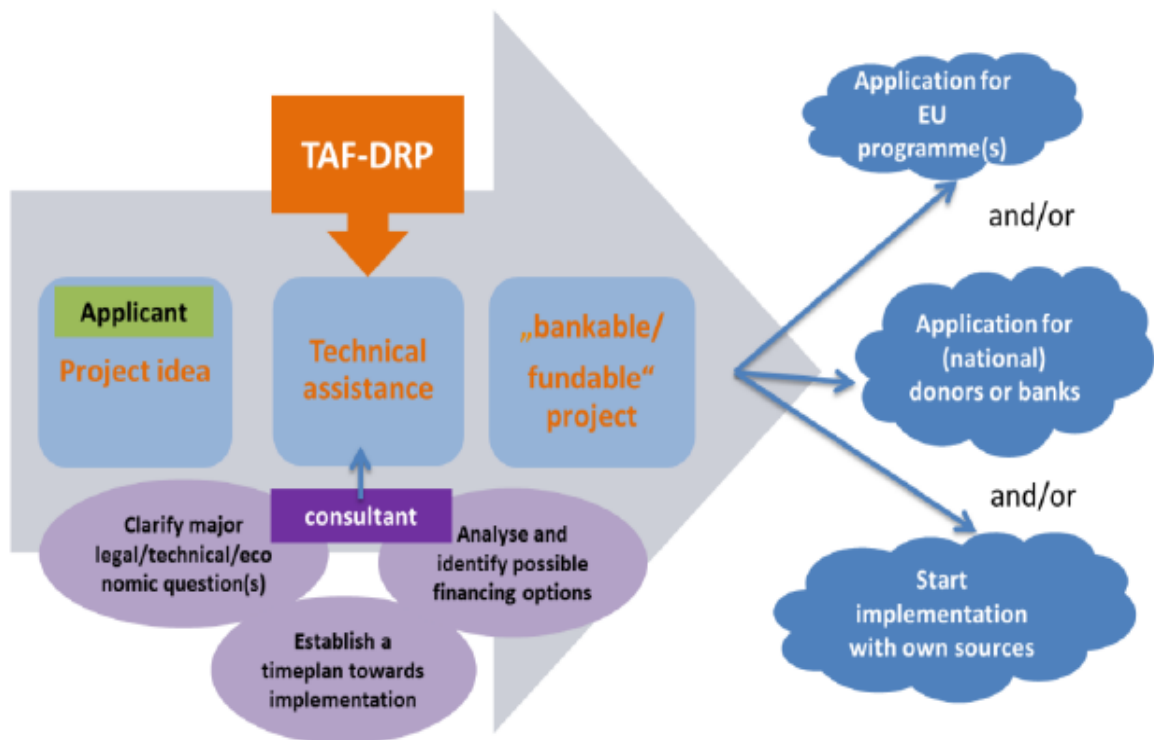 TAF-DRP
Applicant
Project idea
Technical
assistance
„bankable/
fundable“
project
consultant
Clarify major
legal/technical/eco
nomic question(s)
Establish a
timeplan towards
implementation
Analyse and
identify possible
financing options
Application for
EU
programme(s)
and/or
Application for
(national)
donors or banks
and/or
Start
implementation
with own sources